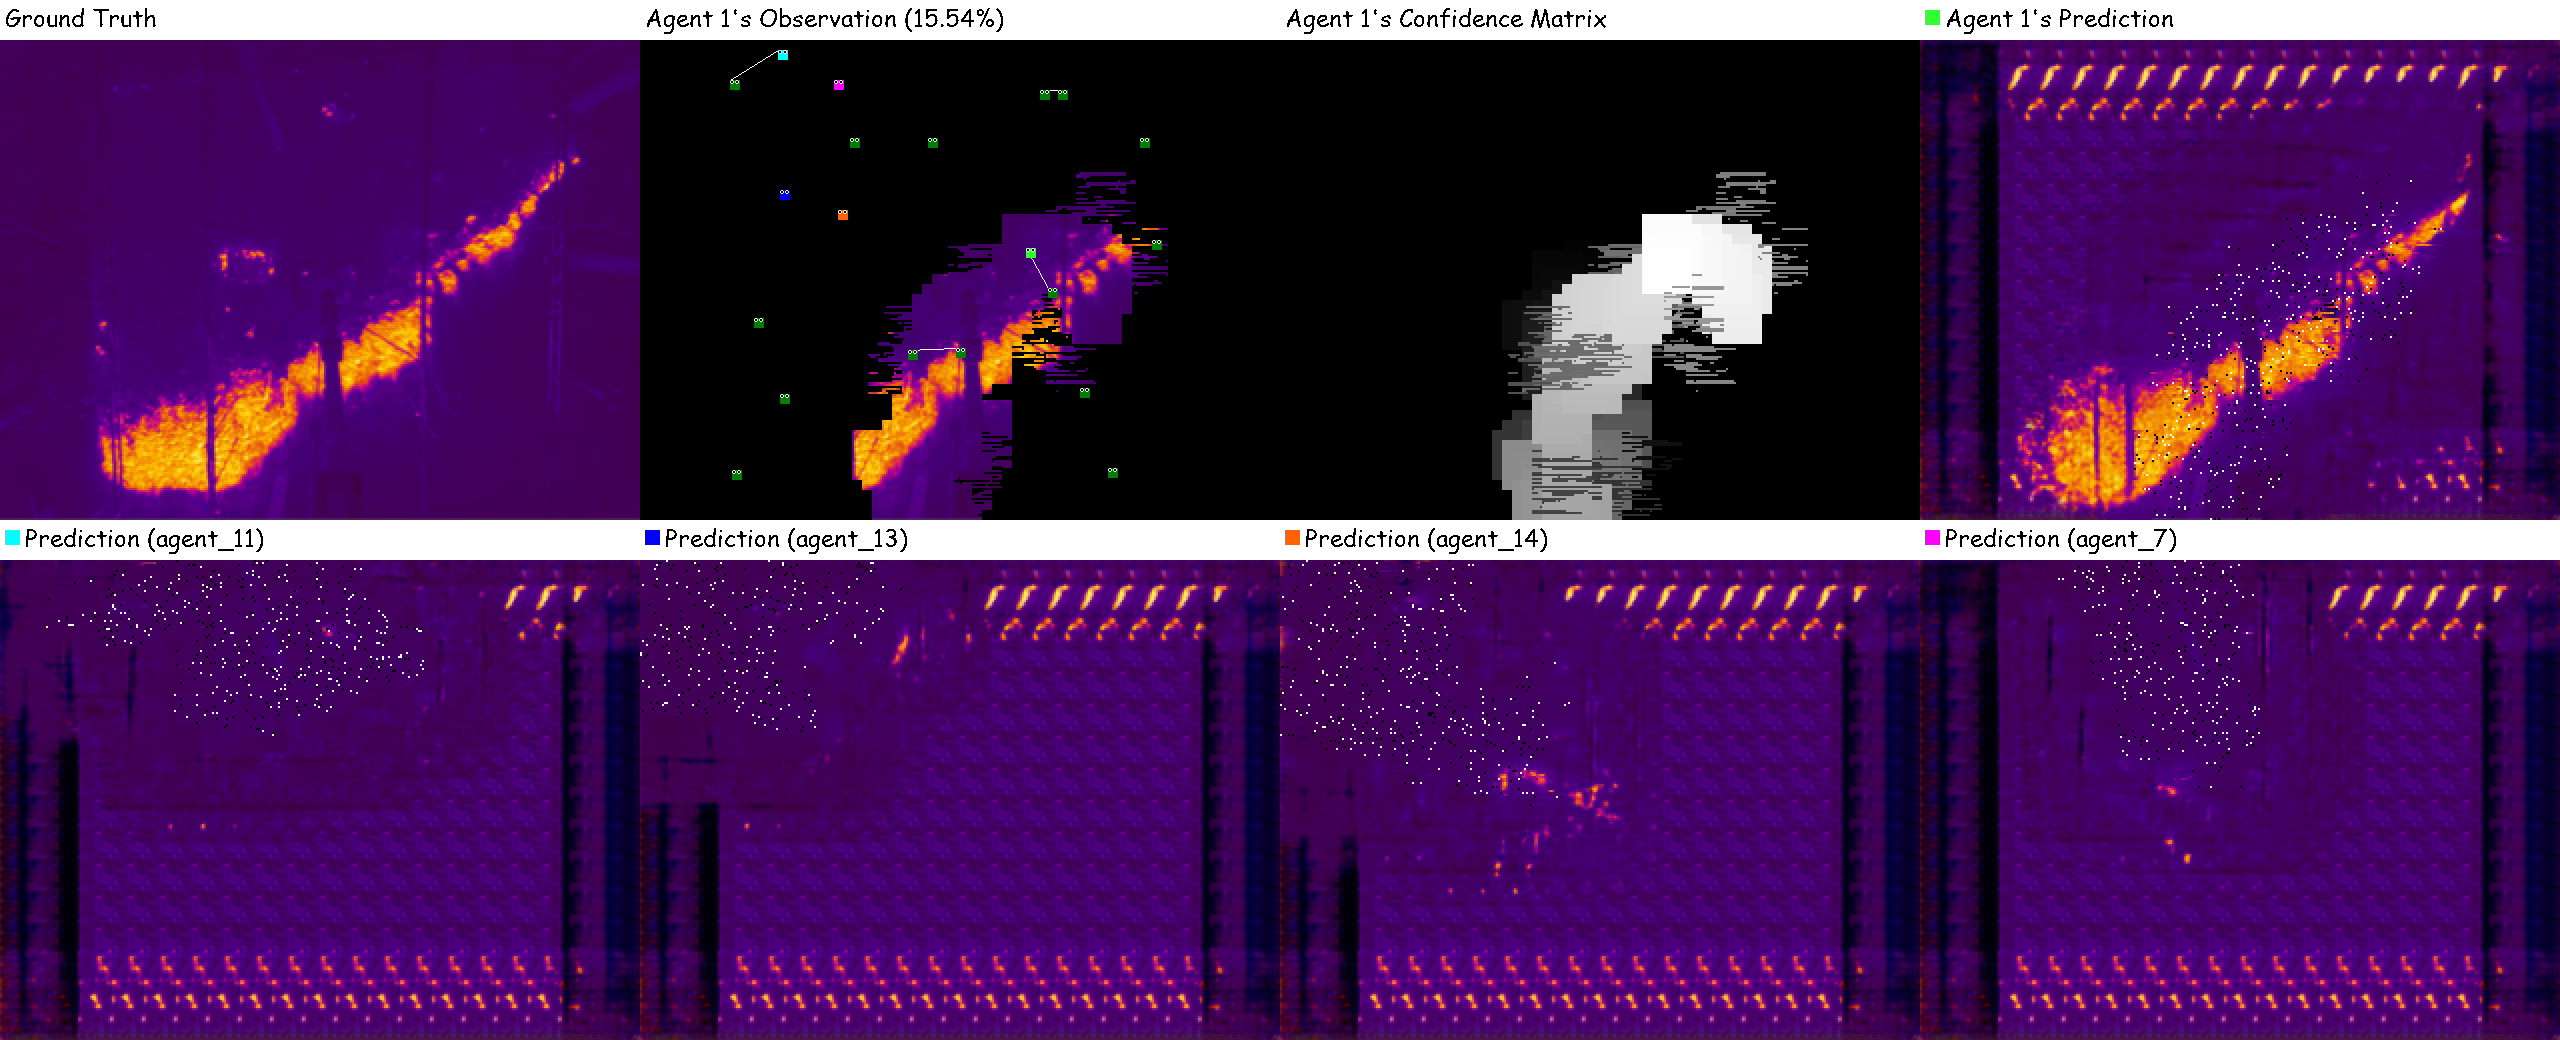 Ground Truth
Agent 1's Observation (15.54%)
Agent 1's Confidence Matrix
Agent 1's Prediction
Prediction (agent_11)
Prediction (agent_13)
Prediction (agent_14)
Prediction (agent_7)